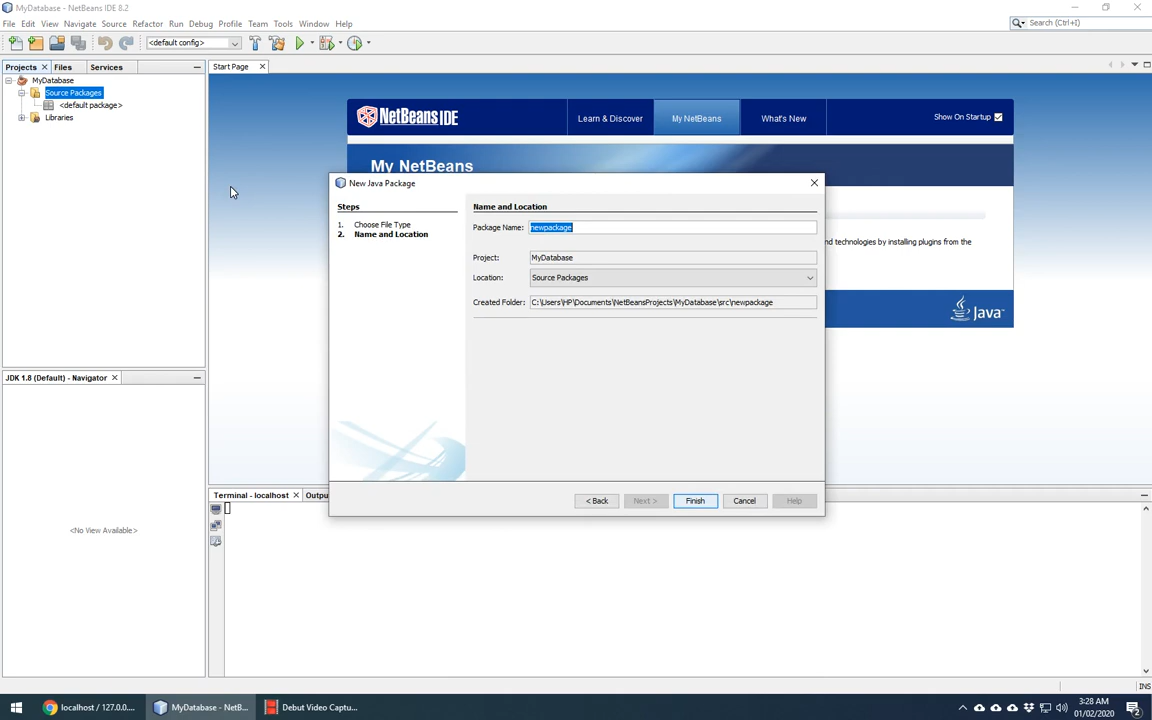 MyDatabase - NetBeans IDE 8.2
File Edit View Navigate Source Refactor Run Debug Profile Team Tools Window Help
Search (Ctrl+I)
<default config>
Projects Files Services
Start Page
MyDatabase
Source Packages
<default package>
Libraries
NetBeans IDE
Learn & Discover
My NetBeans
What's New
Show On Startup
My NetBeans
nd technologies by installing plugins from the
Java
New Java Package
Steps
1. Choose File Type
2. Name and Location
Name and Location
Package Name: newpackage
Project: MyDatabase
Location: Source Packages
Created Folder: C:\Users\HP\Documents\NetBeansProjects\MyDatabase\src\newpackage
< Back
Next >
Finish
Cancel
Help
JDK 1.8 (Default) - Navigator
<No View Available>
Terminal - localhost
Outpu
INS
localhost / 127.0.0....
MyDatabase - NetB...
Debut Video Captu...
3:28 AM
01/02/2020
2